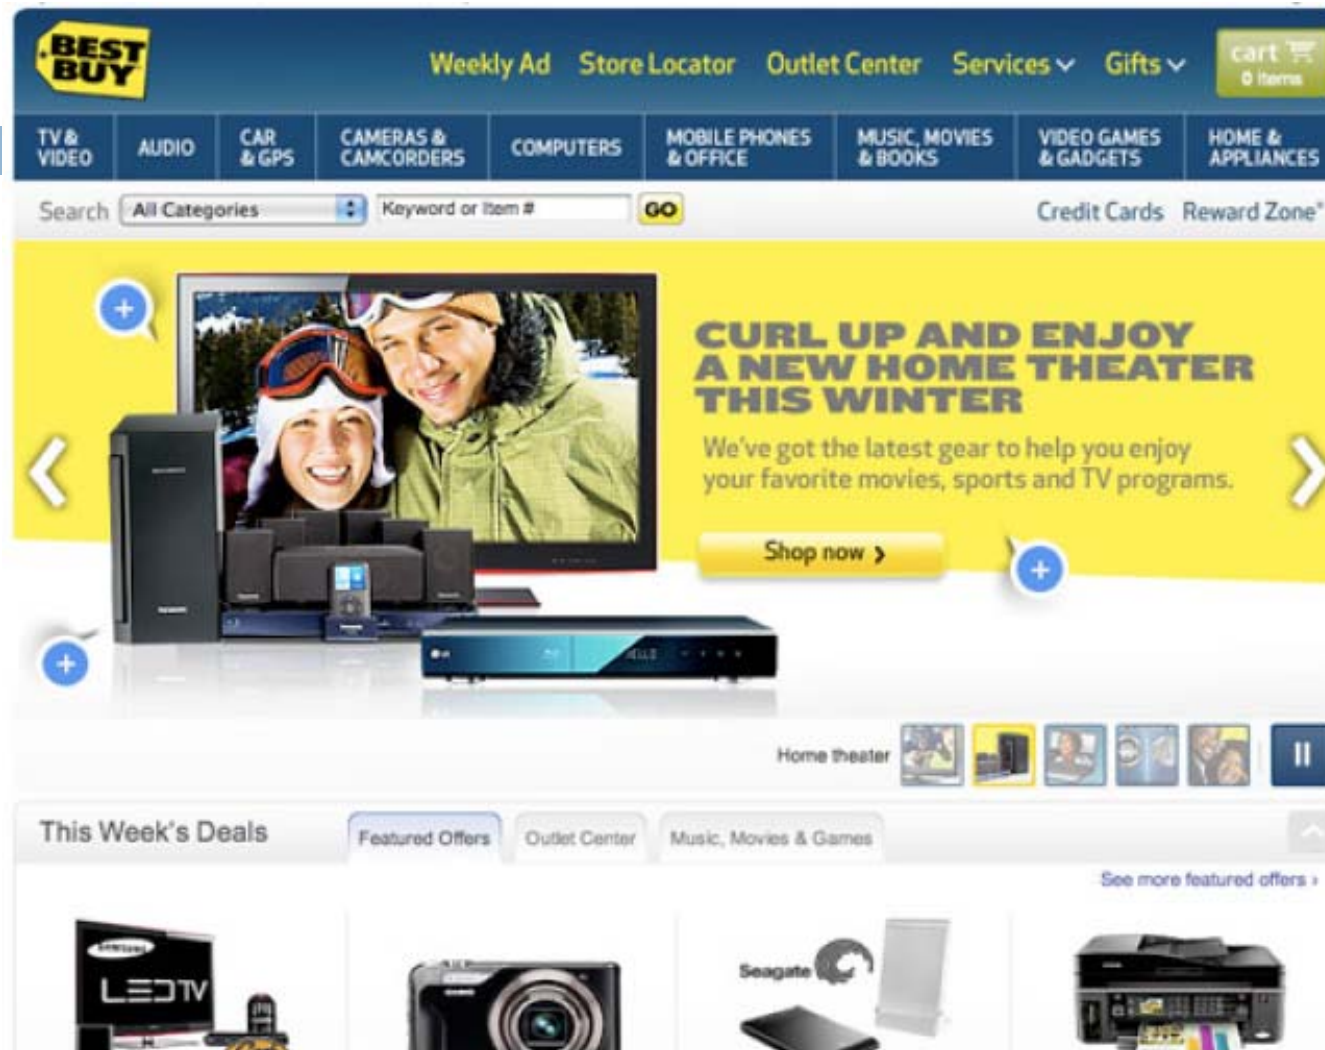 BEST
BUY
Weekly Ad Store Locator Outlet Center Services Gifts
cart
0 items
TV &
VIDEO
AUDIO
CAR
& GPS
CAMERAS &
CAMCORDERS
COMPUTERS
MOBILE PHONES
& OFFICE
MUSIC, MOVIES
& BOOKS
VIDEO GAMES
& GADGETS
HOME &
APPLIANCES
Search All Categories Keyword or Item # GO Credit Cards Reward Zone
CURL UP AND ENJOY
A NEW HOME THEATER
THIS WINTER
We've got the latest gear to help you enjoy
your favorite movies, sports and TV programs.
Shop now ›
LG
HELLO
Home theater
This Week's Deals Featured Offers Outlet Center Music, Movies & Games
See more featured offers ›
SAMSUNG
LED TV
CASIO
Seagate